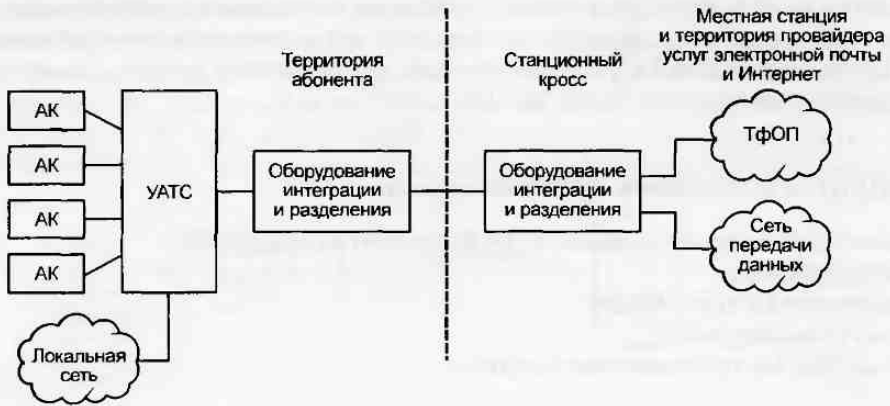 Местная станция
и территория провайдера
услуг электронной почты
и Интернет
Территория
абонента
Станционный
кросс
АК
АК
АК
АК
УАТС
Оборудование
интеграции
и разделения
Оборудование
интеграции
и разделения
ТфОП
Сеть
передачи
данных
Локальная
сеть